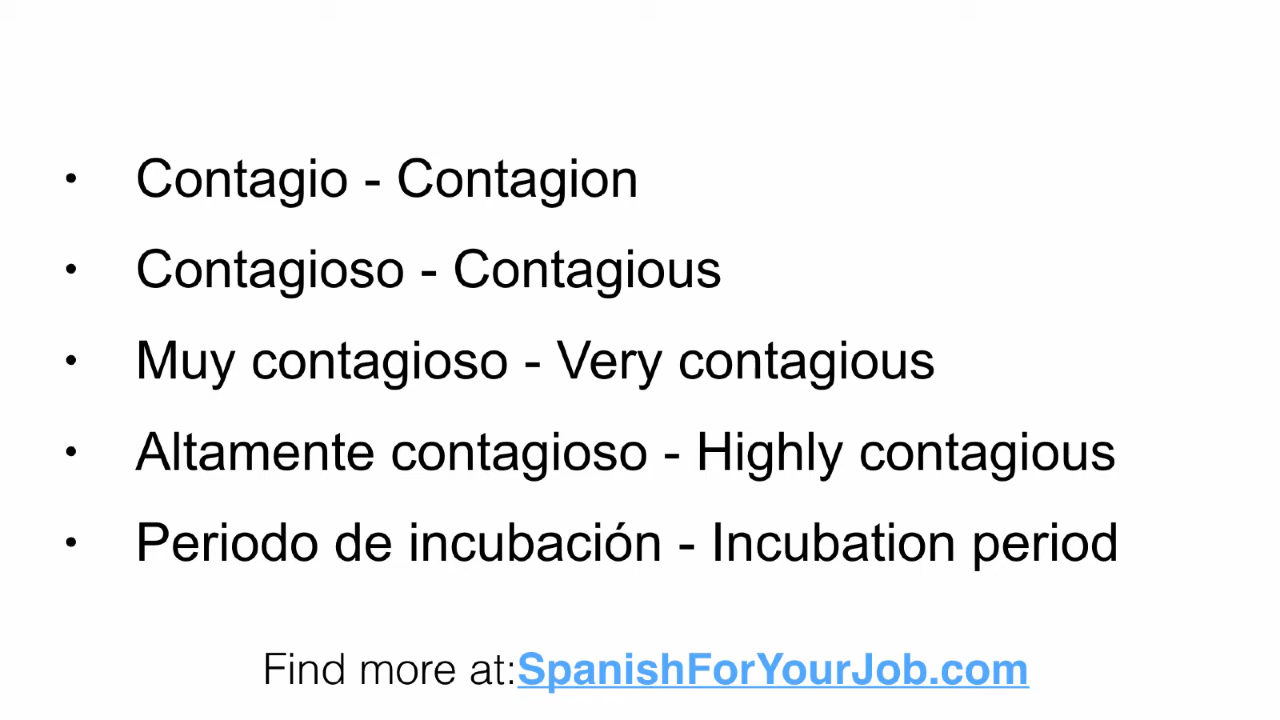 • Contagio - Contagion
• Contagioso - Contagious
• Muy contagioso - Very contagious
• Altamente contagioso - Highly contagious
• Periodo de incubación - Incubation period
Find more at:SpanishForYourJob.com